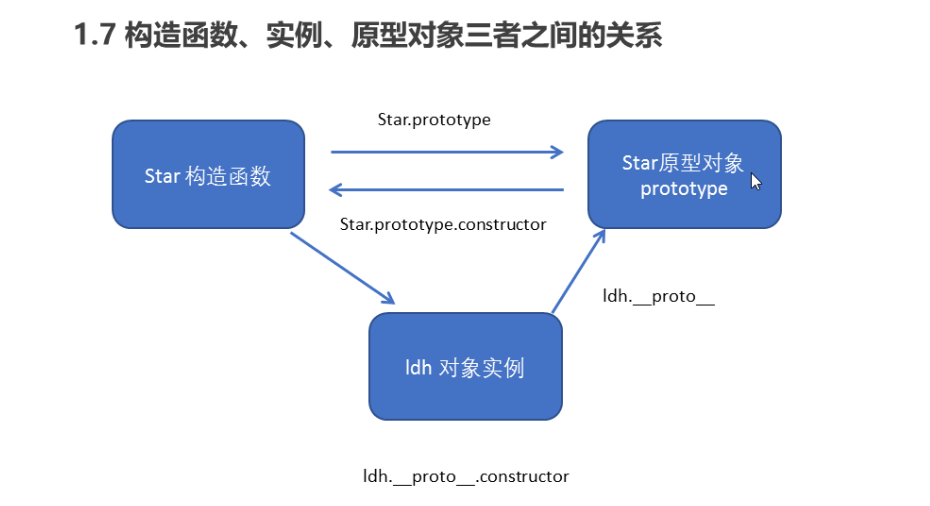 1.7 构造函数、实例、原型对象三者之间的关系
Star.prototype
Star 构造函数
Star原型对象
prototype
Star.prototype.constructor
ldh.__proto__
ldh 对象实例
ldh.__proto__.constructor